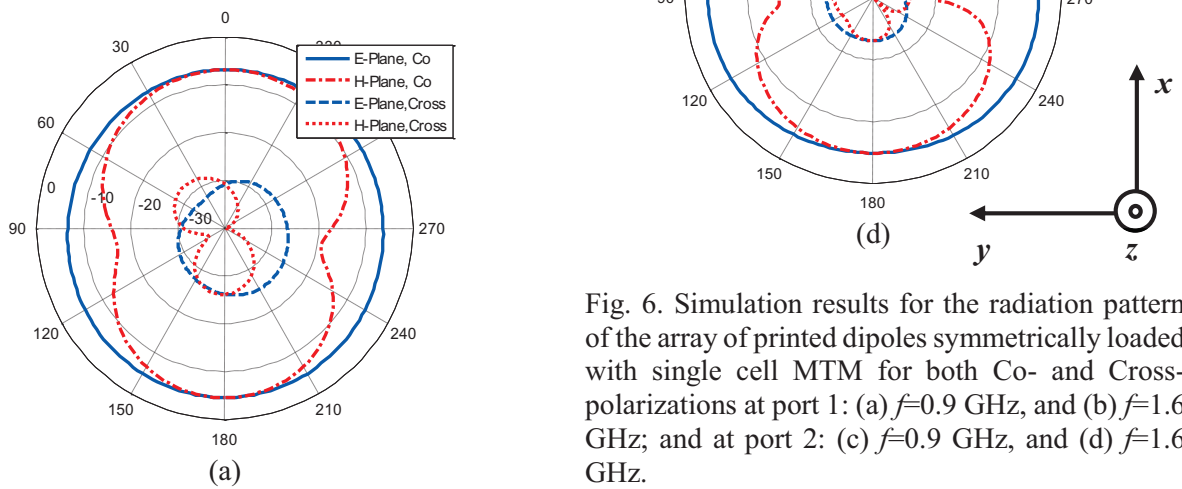 0
30
330
E-Plane, Co
H-Plane, Co
E-Plane,Cross
H-Plane,Cross
60
0
-10
-20
-30
90
270
120
240
150
210
180
(a)
270
120
240
150
210
180
(d)
x
y
z
Fig. 6. Simulation results for the radiation pattern
of the array of printed dipoles symmetrically loaded
with single cell MTM for both Co- and Cross-
polarizations at port 1: (a) f=0.9 GHz, and (b) f=1.6
GHz; and at port 2: (c) f=0.9 GHz, and (d) f=1.6
GHz.